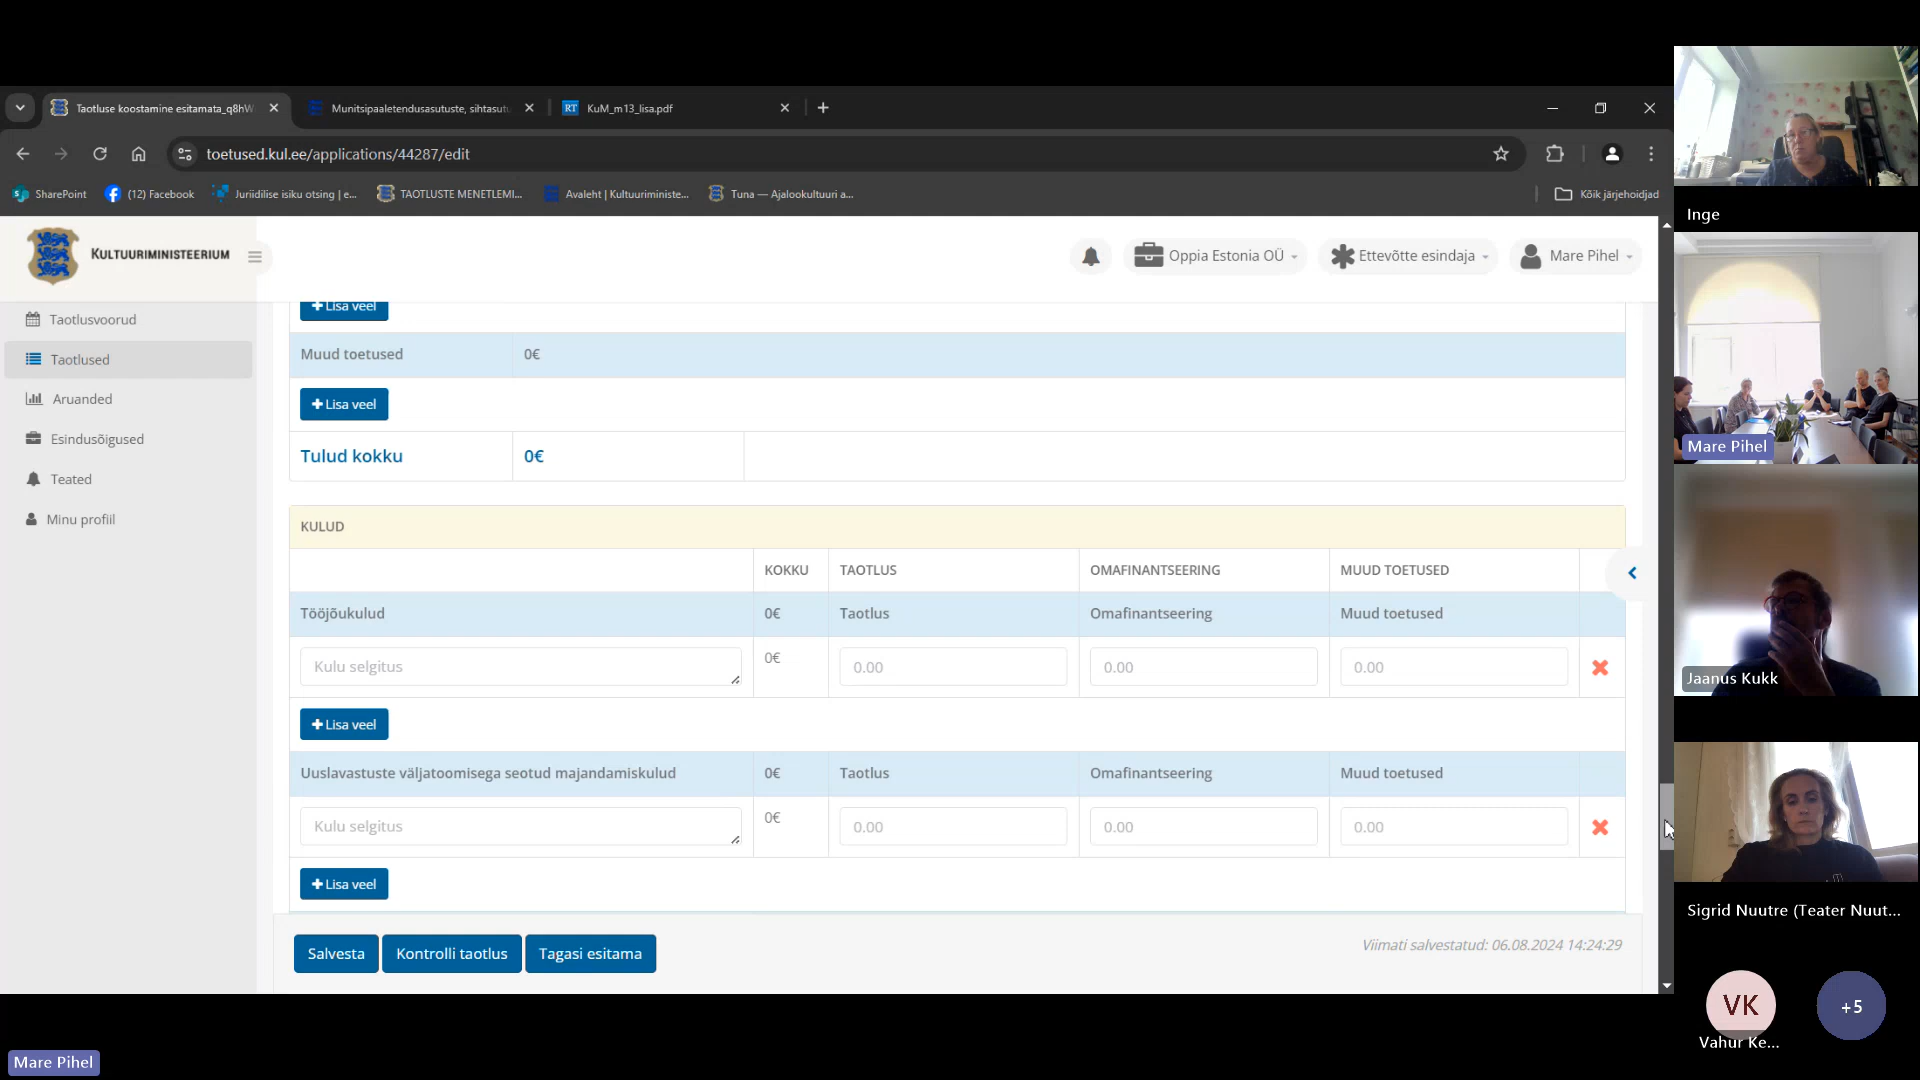 Taotluse koostamine esitamata_q8hW
Munitsipaaletendusasutuste, sihtasutu
RT KuM_m13_lisa.pdf
toetused.kul.ee/applications/44287/edit
SharePoint
(12) Facebook
Juriidilise isiku otsing | e...
TAOTLUSTE MENETLEMI...
Avaleht | Kultuuriministe...
Tuna — Ajalookultuuri a...
Kõik järjehoidjad
KULTUURIMINISTEERIUM
Oppia Estonia OÜ
Ettevõtte esindaja
Mare Pihel
Taotlusvoorud
Taotlused
Aruanded
Esindusõigused
Teated
Minu profiil
Lisa veel
Muud toetused 0€
Lisa veel
Tulud kokku 0€
KULUD
KOKKU TAOTLUS OMAFINANTSEERING MUUD TOETUSED
Tööjõukulud 0€ Taotlus Omafinantseering Muud toetused
Kulu selgitus 0€ 0.00 0.00 0.00
Lisa veel
Uuslavastuste väljatoomisega seotud majandamiskulud 0€ Taotlus Omafinantseering Muud toetused
Kulu selgitus 0€ 0.00 0.00 0.00
Lisa veel
Salvesta
Kontrolli taotlus
Tagasi esitama
Viimati salvestatud: 06.08.2024 14:24:29
Inge
Mare Pihel
Jaanus Kukk
Sigrid Nuutre (Teater Nuut...
VK
+5
Vahur Ke...
Mare Pihel